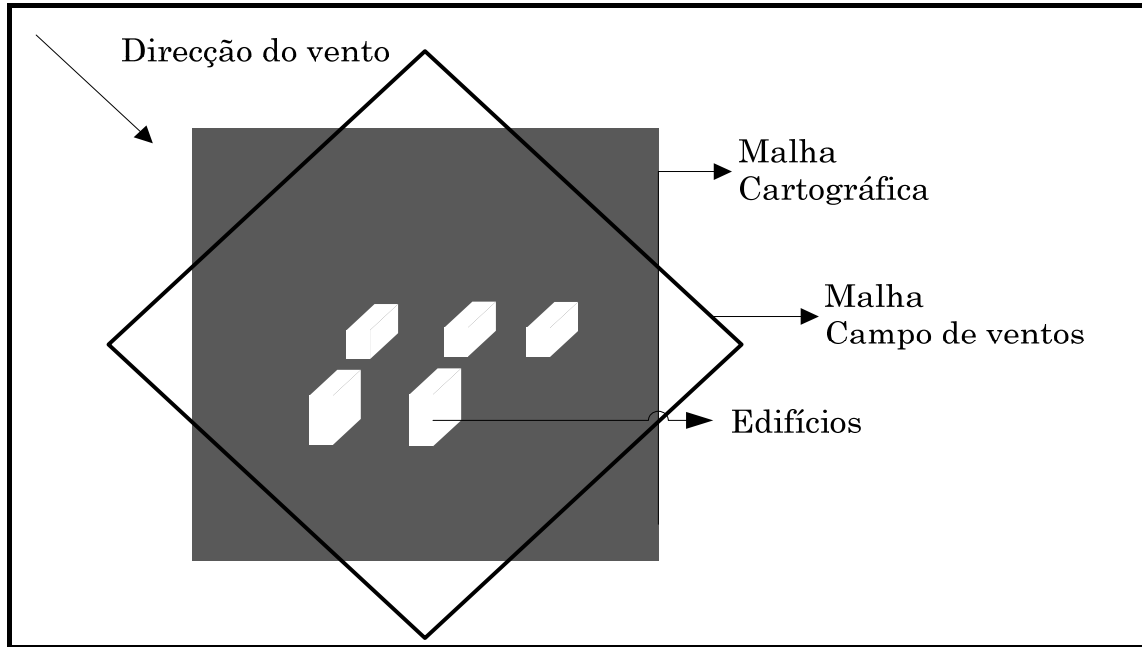 Direcção do vento
Malha
Cartográfica
Malha
Campo de ventos
Edifícios